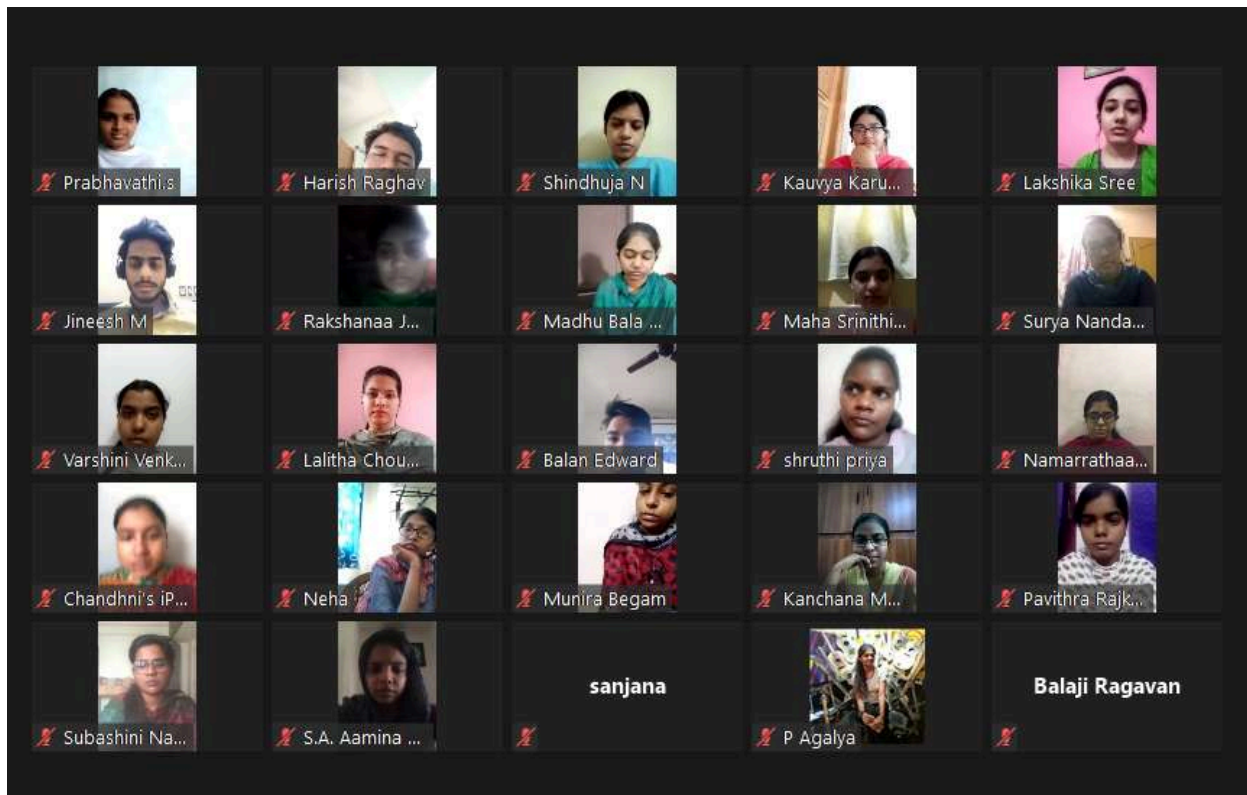 Prabhavathi.s
Harish Raghav
Shindhuja N
Kauvya Karu...
Lakshika Sree
Jineesh M
Rakshanaa J...
Madhu Bala ...
Maha Srinithi...
Surya Nanda...
Varshini Venk...
Lalitha Chou...
Balan Edward
shruthi priya
Namarrathaa...
Chandhni's iP...
Neha
Munira Begam
Kanchana M...
Pavithra Rajk...
Subashini Na...
S.A. Aamina ...
sanjana
P Agalya
Balaji Ragavan